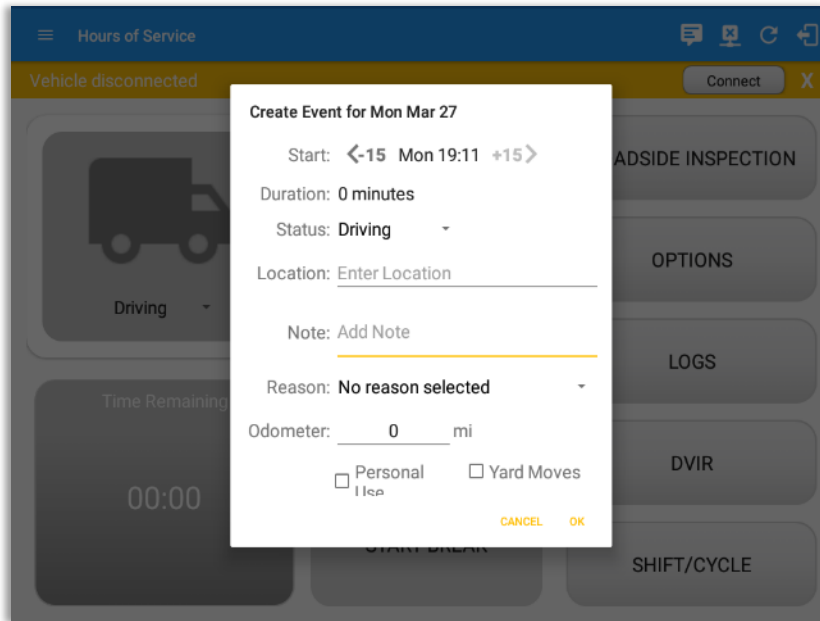 Hours of Service
Vehicle disconnected
Connect
X
Create Event for Mon Mar 27
Start: -15 Mon 19:11 +15
Duration: 0 minutes
Status: Driving
Location: Enter Location
Note: Add Note
Reason: No reason selected
Odometer: 0 mi
Personal
Use
Yard Moves
CANCEL OK
Driving
Time Remaining
00:00
START BREAK
ADSIDE INSPECTION
OPTIONS
LOGS
DVIR
SHIFT/CYCLE